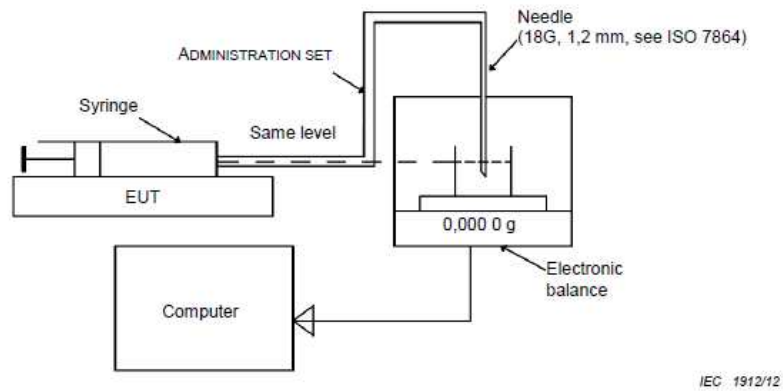 Needle
(18G, 1,2 mm, see ISO 7864)
ADMINISTRATION SET
Syringe
Same level
EUT
0,000 0 g
Electronic
balance
Computer
IEC 1912/12